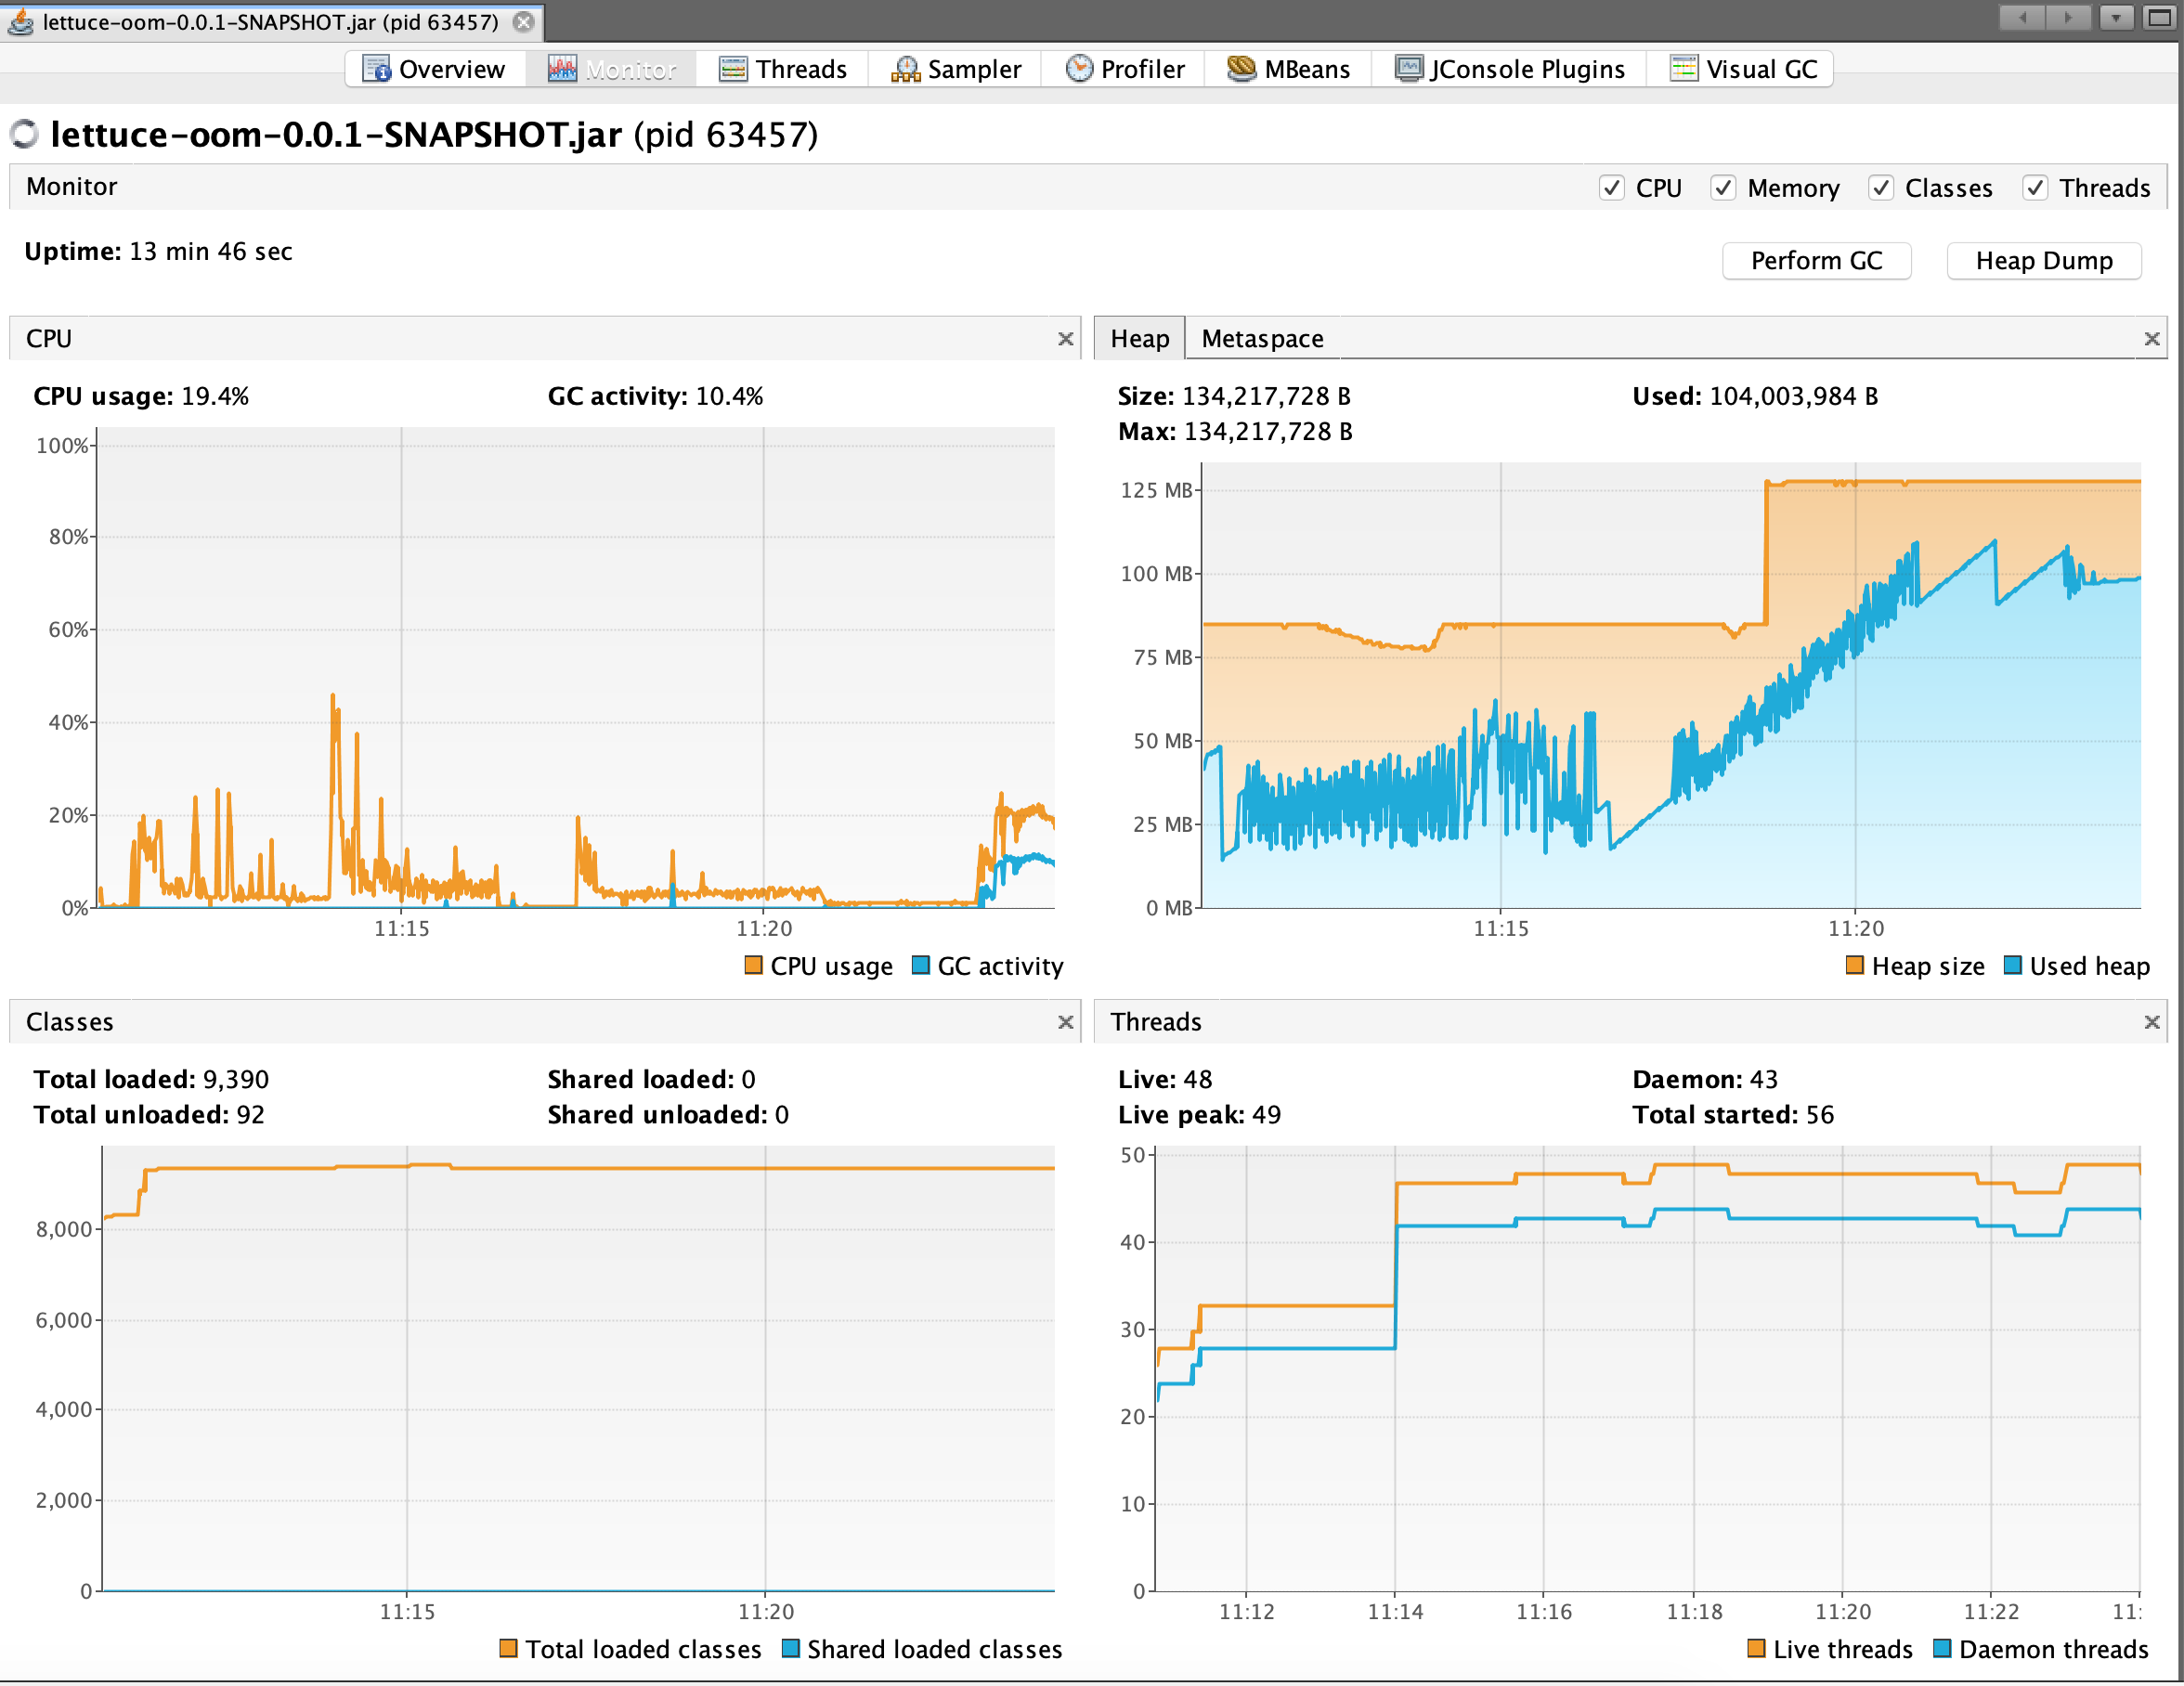 lettuce-oom-0.0.1-SNAPSHOT.jar (pid 63457)
Overview Monitor Threads Sampler Profiler MBeans JConsole Plugins Visual GC
lettuce-oom-0.0.1-SNAPSHOT.jar (pid 63457)
Monitor CPU Memory Classes Threads
Uptime: 13 min 46 sec
Perform GC Heap Dump
CPU
CPU usage: 19.4% GC activity: 10.4%
100%
80%
60%
40%
20%
0%
11:15 11:20
CPU usage GC activity
Heap Metaspace
Size: 134,217,728 B Used: 104,003,984 B
Max: 134,217,728 B
125 MB
100 MB
75 MB
50 MB
25 MB
0 MB
11:15 11:20
Heap size Used heap
Classes
Total loaded: 9,390 Shared loaded: 0
Total unloaded: 92 Shared unloaded: 0
8,000
6,000
4,000
2,000
0
11:15 11:20
Total loaded classes Shared loaded classes
Threads
Live: 48 Daemon: 43
Live peak: 49 Total started: 56
50
40
30
20
10
0
11:12 11:14 11:16 11:18 11:20 11:22 11:
Live threads Daemon threads